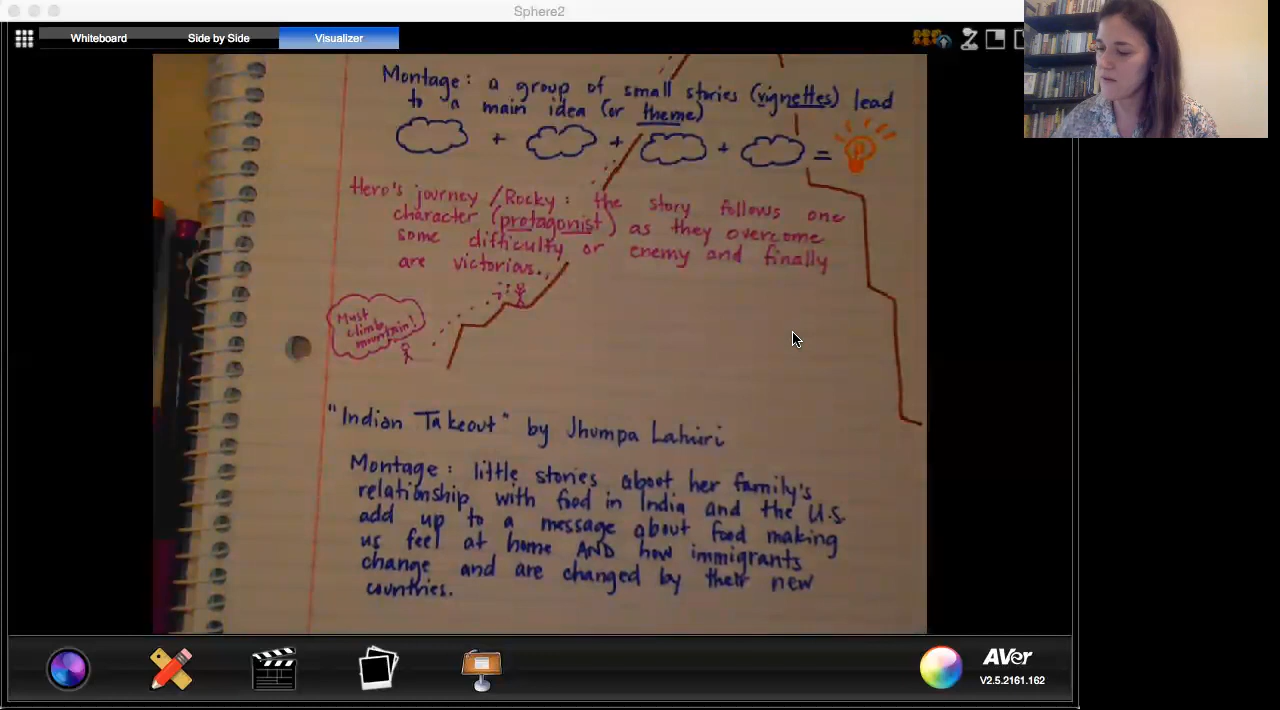 Sphere2
Whiteboard
Side by Side
Visualizer
Montage: a group of small stories (vignettes) lead
to a main idea (or theme)
+ + + =
Hero's journey /Rocky: the story follows one
character (protagonist) as they overcome
some difficulty or enemy and finally
are victorious.
Must
climb
mountain!
"Indian Takeout" by Jhumpa Lahiri
Montage: little stories about her family's
relationship with food in India and the U.S.
add up to a message about food making
us feel at home AND how immigrants
change and are changed by their new
countries.
AVer
V2.5.2161.162